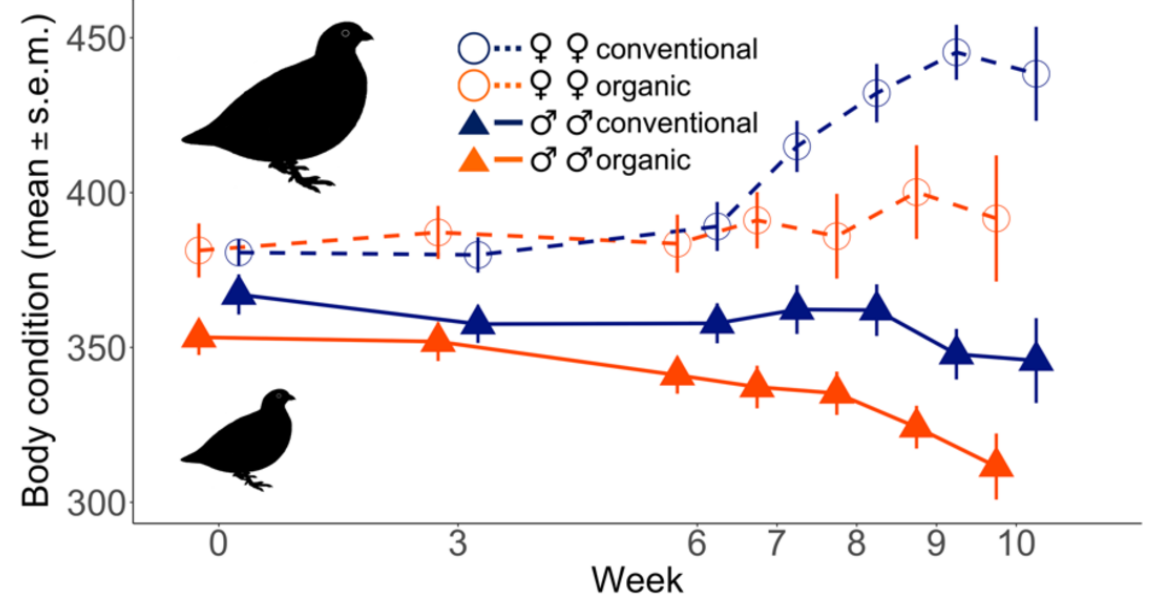 Body condition (mean ± s.e.m.)
450
400
350
300
♀ ♀ conventional
♀ ♀ organic
♂ ♂ conventional
♂ ♂ organic
0 3 6 7 8 9 10
Week